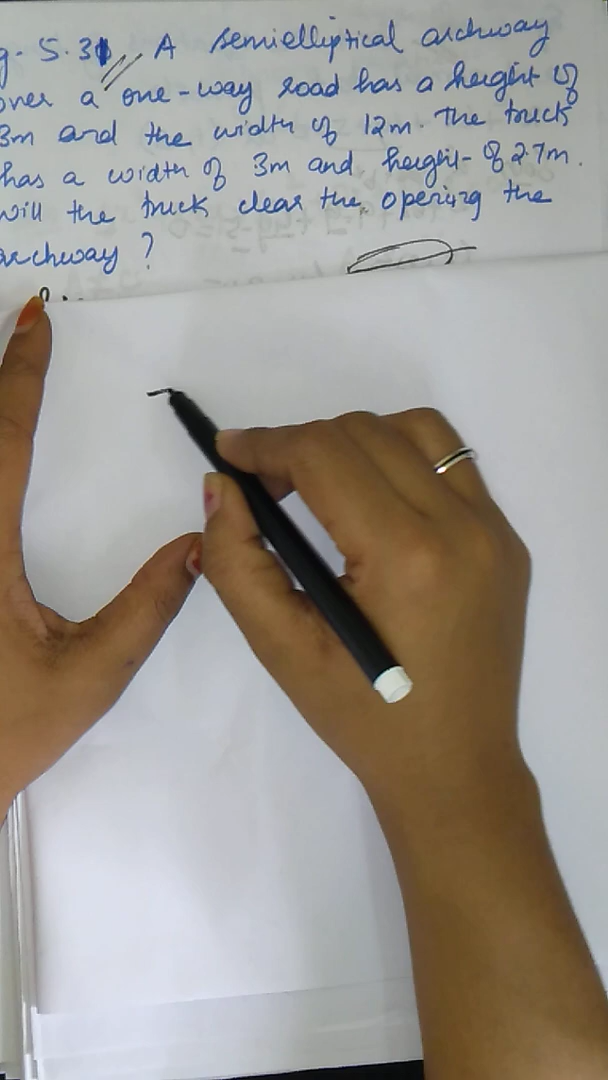 g. 5.31 A semielliptical archway
over a one-way road has a height of
3m and the width of 12m. The truck
has a width of 3m and height of 2.7m.
will the truck clear the opening the
archway?